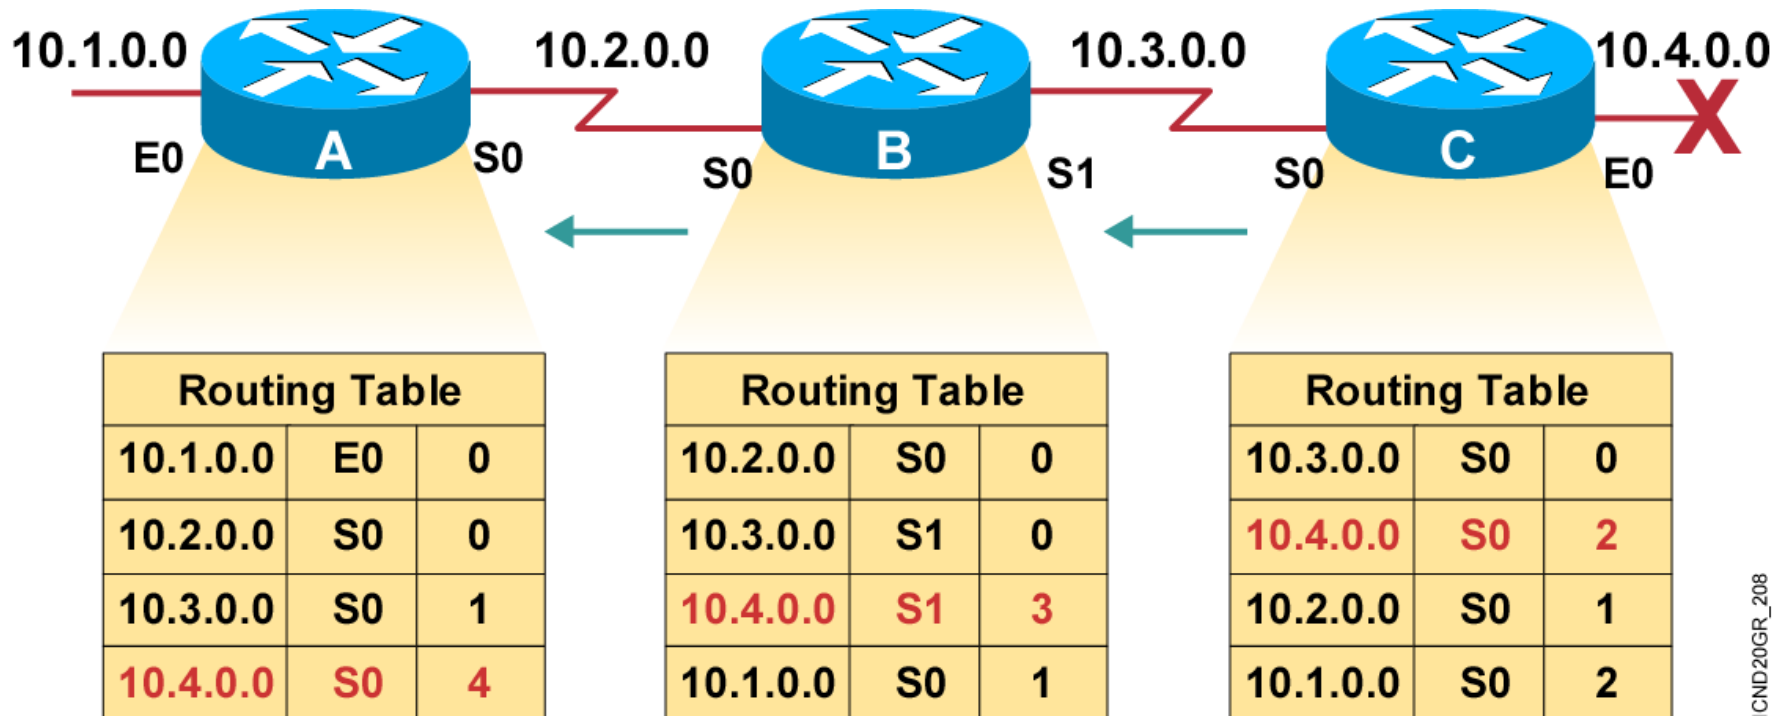 10.1.0.0 10.2.0.0 10.3.0.0 10.4.0.0
A B C
E0 S0 S0 S1 S0 E0
X
Routing Table
10.1.0.0 E0 0
10.2.0.0 S0 0
10.3.0.0 S0 1
10.4.0.0 S0 4
Routing Table
10.2.0.0 S0 0
10.3.0.0 S1 0
10.4.0.0 S1 3
10.1.0.0 S0 1
Routing Table
10.3.0.0 S0 0
10.4.0.0 S0 2
10.2.0.0 S0 1
10.1.0.0 S0 2
ICND20GR_208